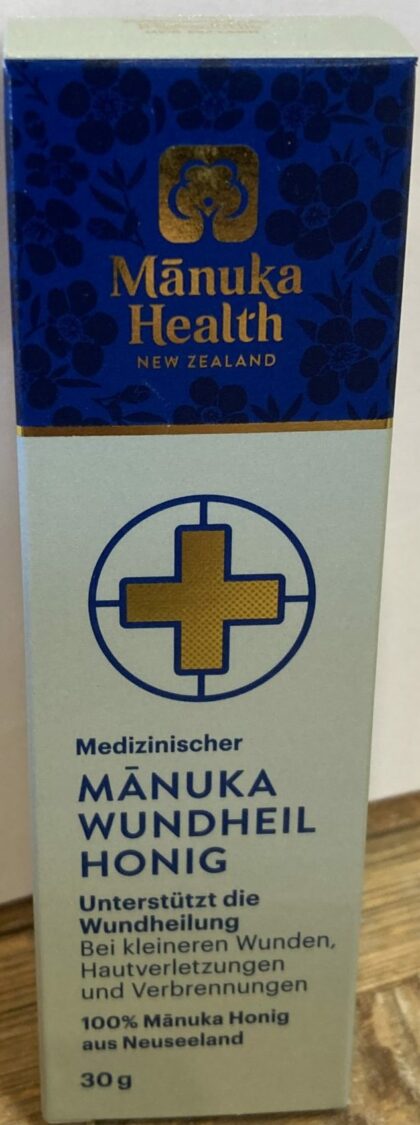 Mānuka
Health
NEW ZEALAND
Medizinischer
MĀNUKA
WUNDHEIL
HONIG
Unterstützt die
Wundheilung
Bei kleineren Wunden,
Hautverletzungen
und Verbrennungen
100% Mānuka Honig
aus Neuseeland
30 g